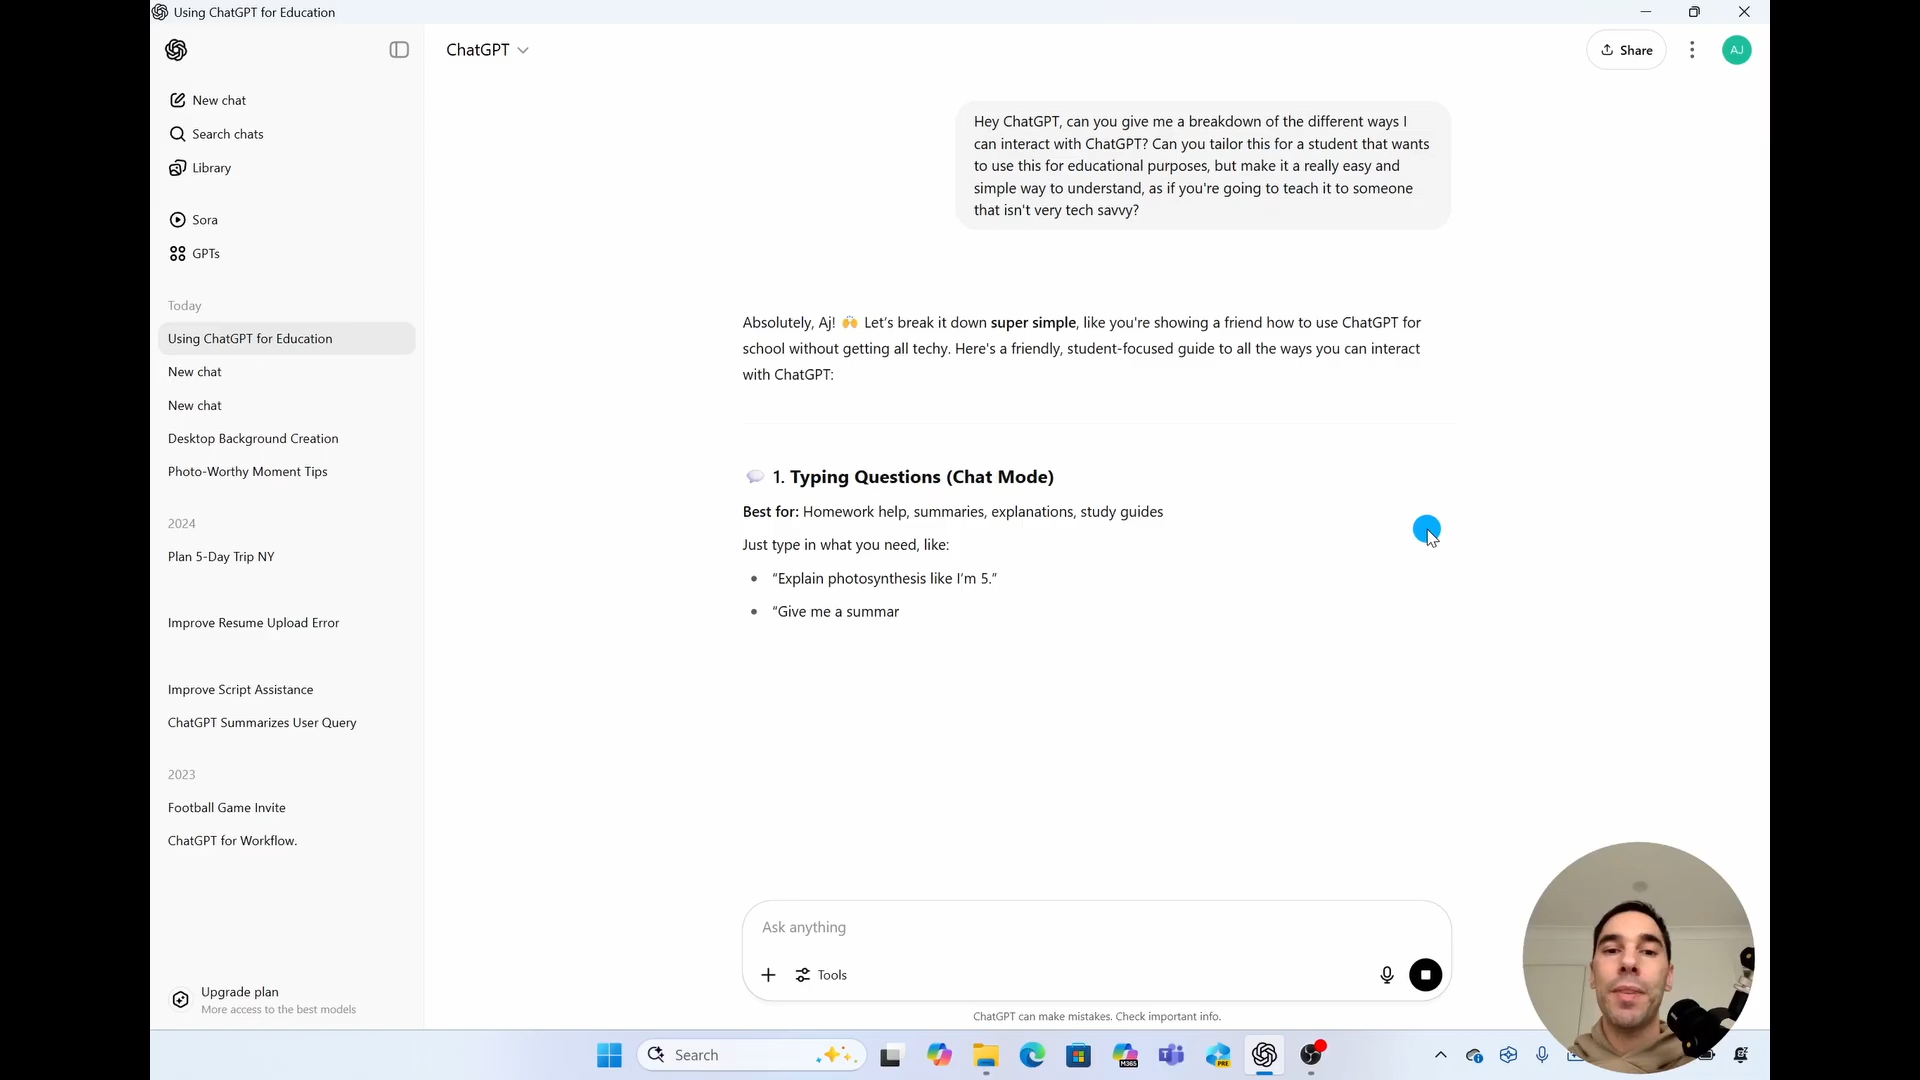 Using ChatGPT for Education
ChatGPT
Share
AJ
New chat
Search chats
Library
Sora
GPTs
Today
Using ChatGPT for Education
New chat
New chat
Desktop Background Creation
Photo-Worthy Moment Tips
2024
Plan 5-Day Trip NY
Improve Resume Upload Error
Improve Script Assistance
ChatGPT Summarizes User Query
2023
Football Game Invite
ChatGPT for Workflow.
Upgrade plan
More access to the best models
Hey ChatGPT, can you give me a breakdown of the different ways I
can interact with ChatGPT? Can you tailor this for a student that wants
to use this for educational purposes, but make it a really easy and
simple way to understand, as if you're going to teach it to someone
that isn't very tech savvy?
Absolutely, Aj! 🙌 Let’s break it down super simple, like you're showing a friend how to use ChatGPT for
school without getting all techy. Here's a friendly, student-focused guide to all the ways you can interact
with ChatGPT:
💬 1. Typing Questions (Chat Mode)
Best for: Homework help, summaries, explanations, study guides
Just type in what you need, like:
• “Explain photosynthesis like I’m 5.”
• “Give me a summar
Ask anything
Tools
ChatGPT can make mistakes. Check important info.
Search
M365
PRE